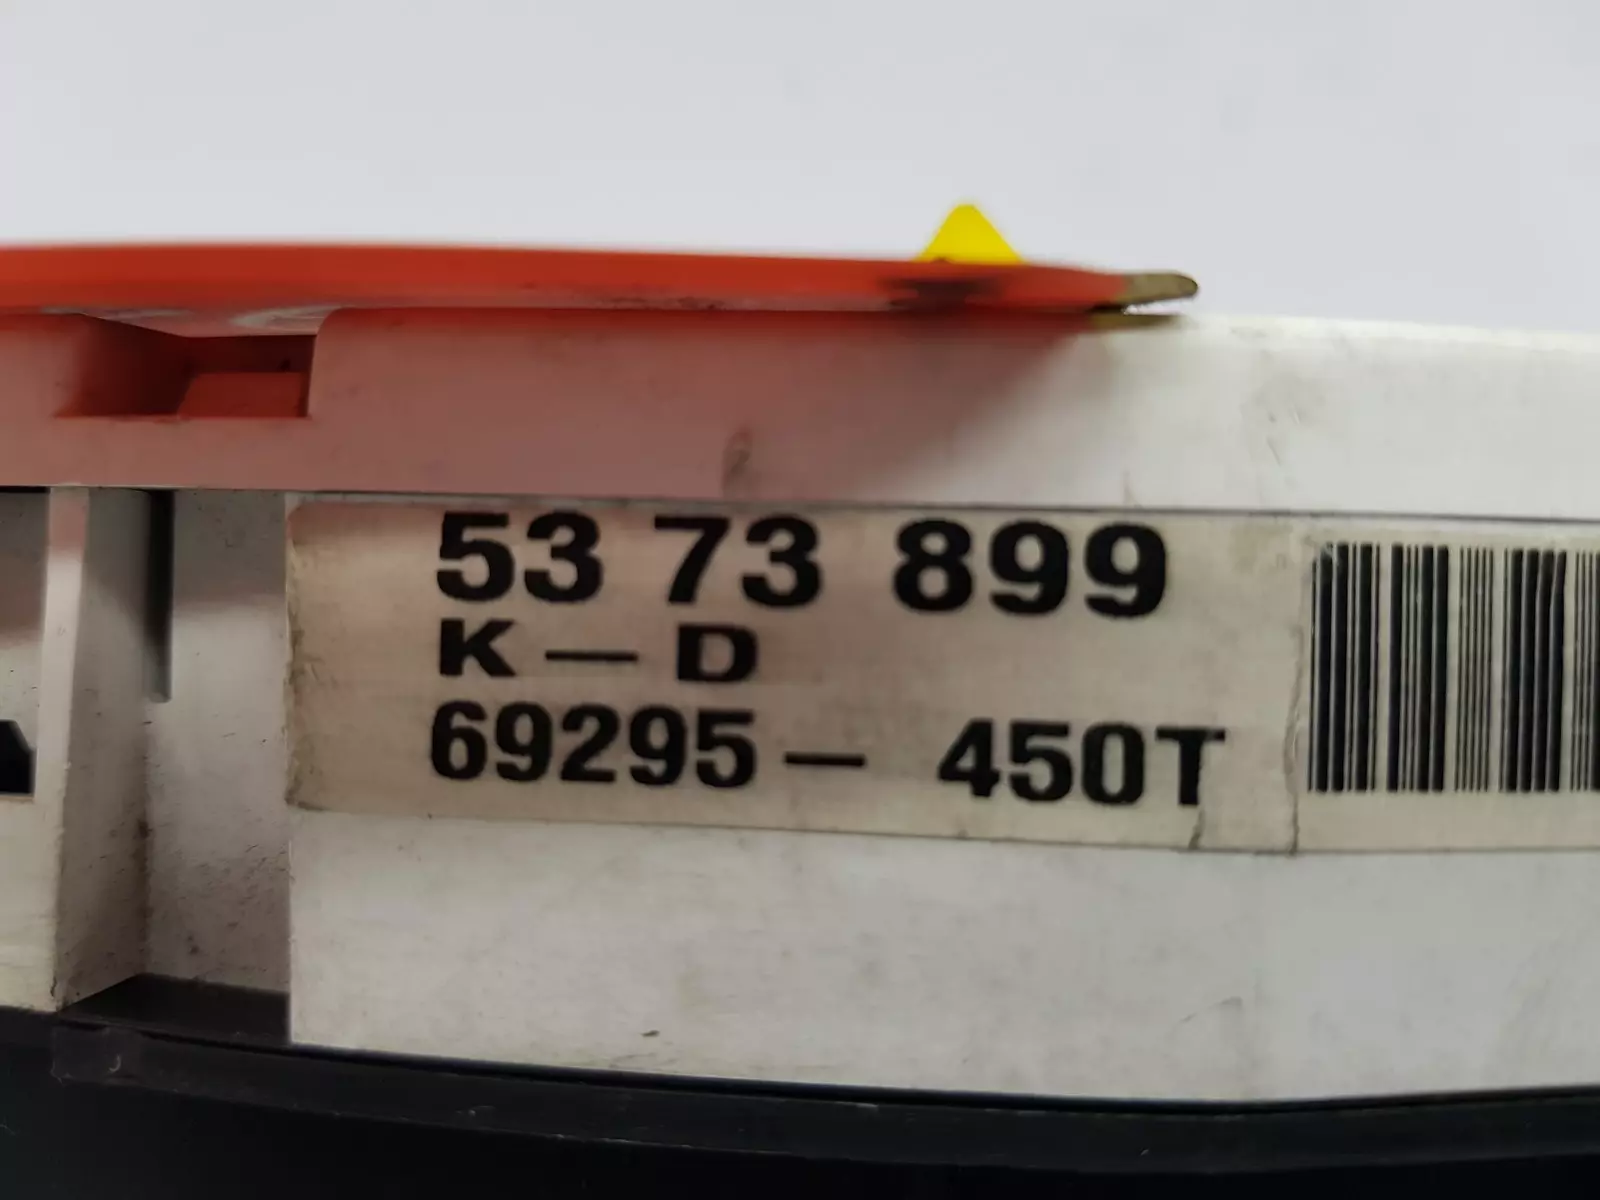 53 73 899
K — D
69295 — 450T